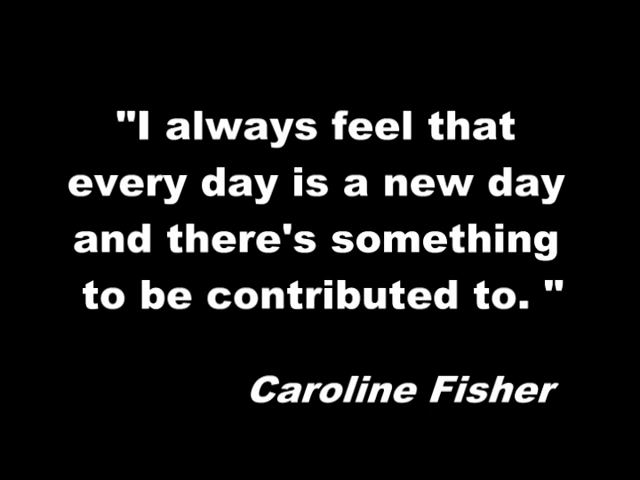 "I always feel that
every day is a new day
and there's something
to be contributed to. "
Caroline Fisher